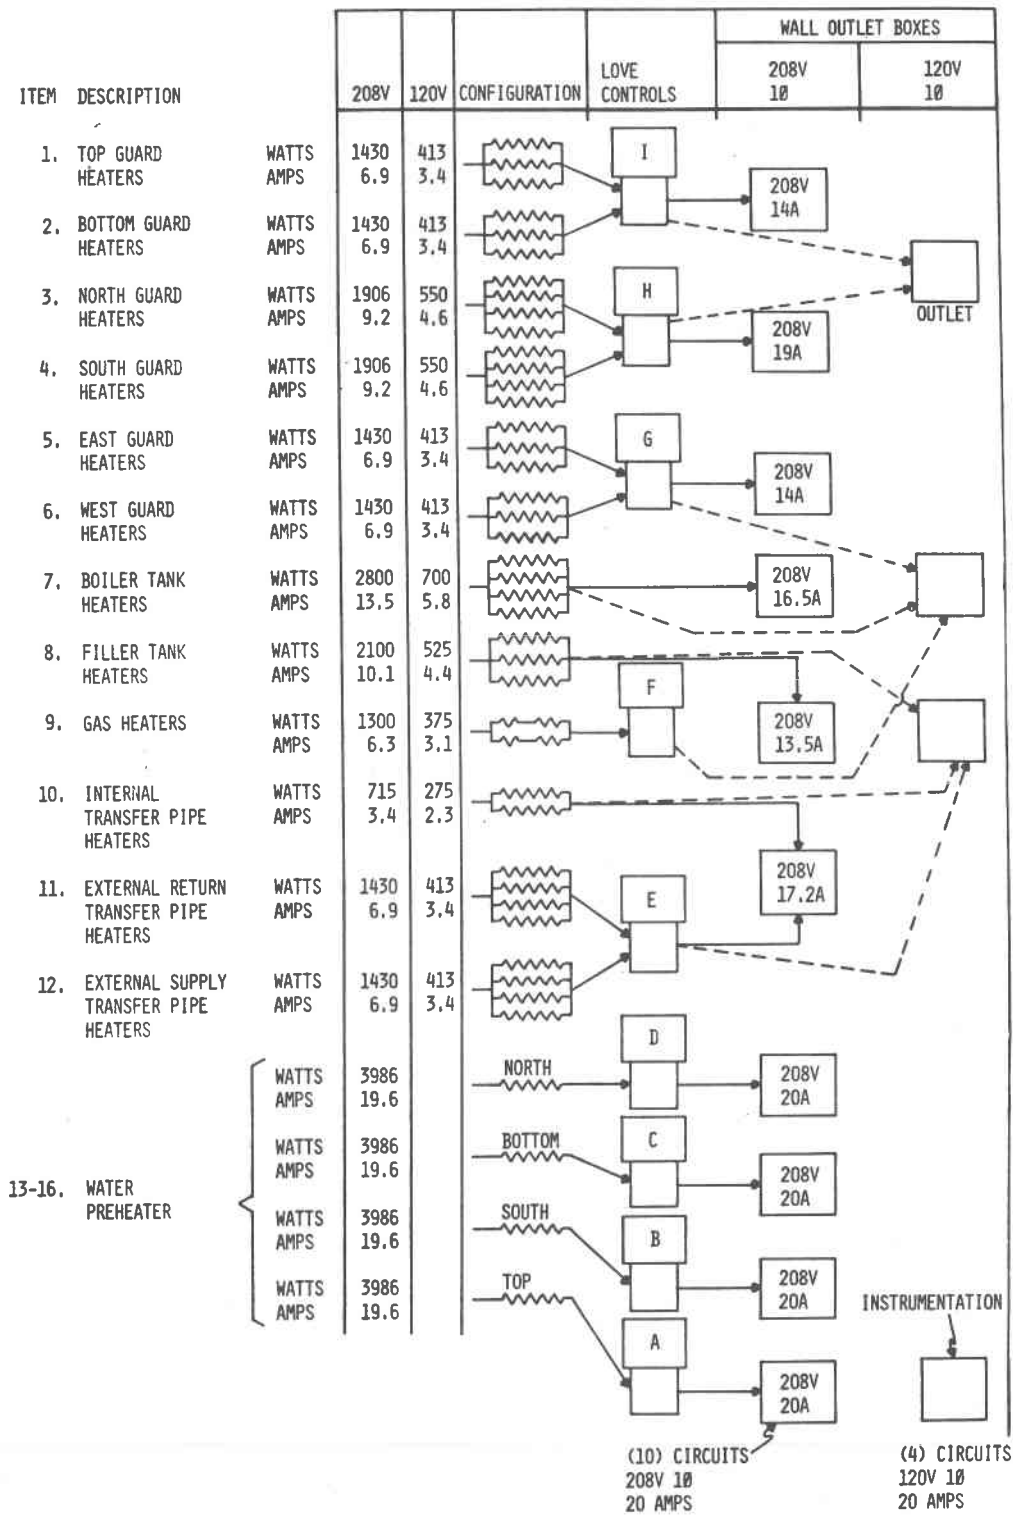 WALL OUTLET BOXES
ITEM DESCRIPTION 208V 120V CONFIGURATION LOVE CONTROLS 208V 1Ø 120V 1Ø
1. TOP GUARD WATTS 1430 413 I
HEATERS AMPS 6.9 3.4 208V
14A
2. BOTTOM GUARD WATTS 1430 413
HEATERS AMPS 6.9 3.4
3. NORTH GUARD WATTS 1906 550 H
HEATERS AMPS 9.2 4.6 OUTLET
208V
19A
4. SOUTH GUARD WATTS 1906 550
HEATERS AMPS 9.2 4.6
5. EAST GUARD WATTS 1430 413 G
HEATERS AMPS 6.9 3.4 208V
14A
6. WEST GUARD WATTS 1430 413
HEATERS AMPS 6.9 3.4
7. BOILER TANK WATTS 2800 700 208V
HEATERS AMPS 13.5 5.8 16.5A
8. FILLER TANK WATTS 2100 525
HEATERS AMPS 10.1 4.4 F
9. GAS HEATERS WATTS 1300 375 208V
AMPS 6.3 3.1 13.5A
10. INTERNAL WATTS 715 275
TRANSFER PIPE AMPS 3.4 2.3
HEATERS
208V
17.2A
11. EXTERNAL RETURN WATTS 1430 413 E
TRANSFER PIPE AMPS 6.9 3.4
HEATERS
12. EXTERNAL SUPPLY WATTS 1430 413
TRANSFER PIPE AMPS 6.9 3.4
HEATERS D
WATTS 3986 NORTH 208V
AMPS 19.6 20A
WATTS 3986 BOTTOM C
AMPS 19.6 208V
20A
13-16. WATER
PREHEATER
WATTS 3986 SOUTH B
AMPS 19.6
208V
20A
WATTS 3986 TOP
AMPS 19.6
INSTRUMENTATION
A
208V
20A
(10) CIRCUITS
208V 1Ø
20 AMPS
(4) CIRCUITS
120V 1Ø
20 AMPS